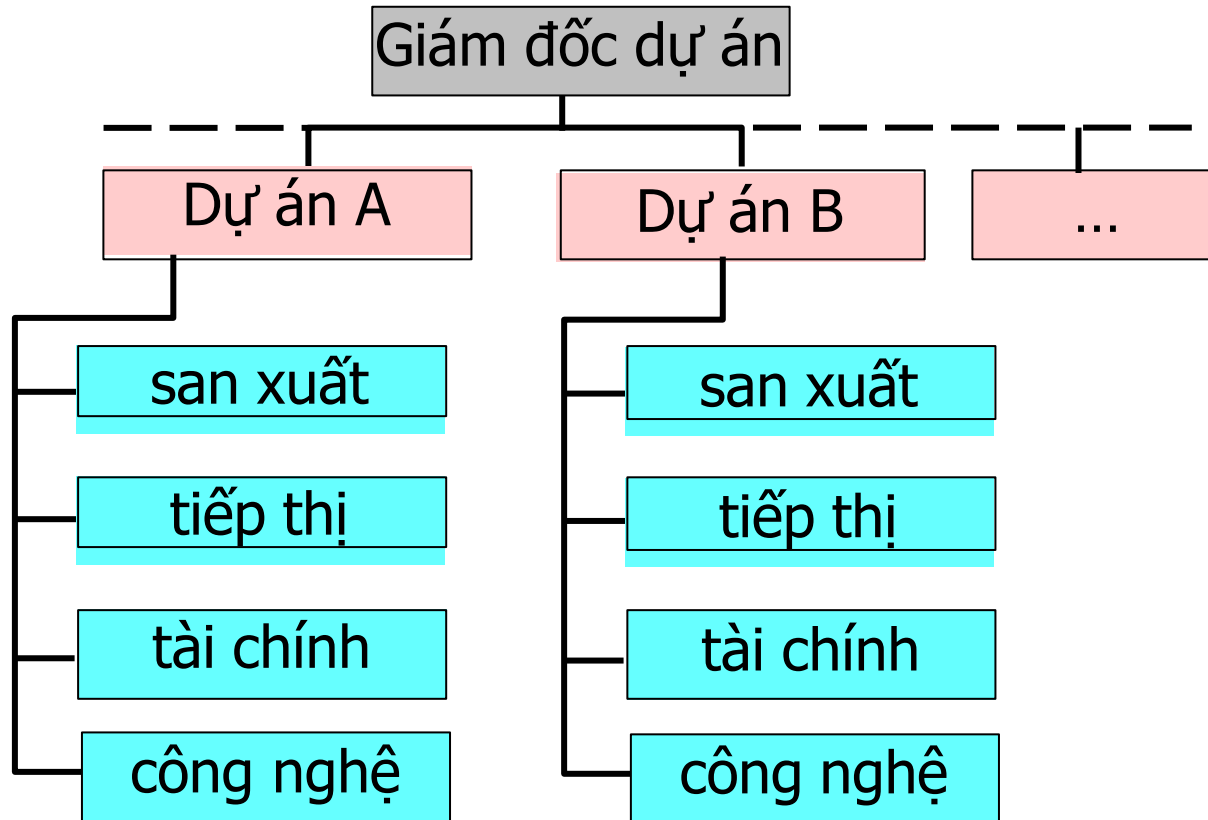 Giám đốc dự án
Dự án A
Dự án B
...
san xuất
tiếp thị
tài chính
công nghệ
san xuất
tiếp thị
tài chính
công nghệ